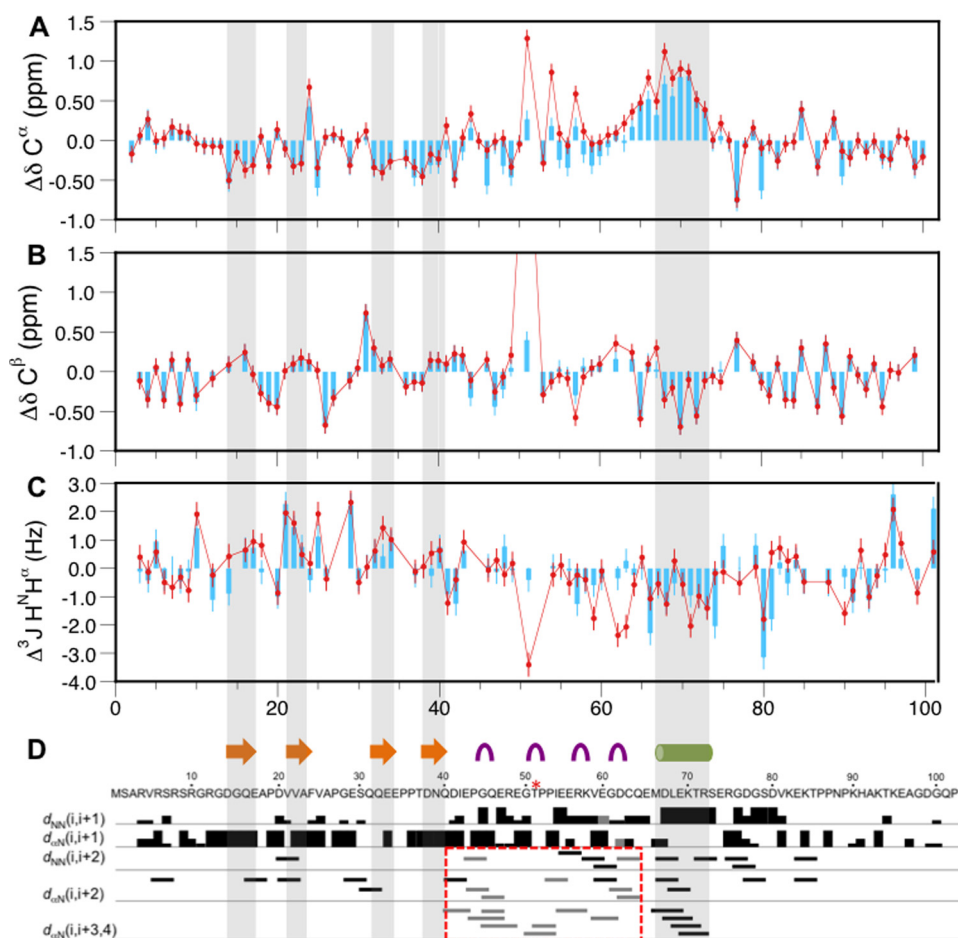 A
1.5
1.0
0.50
0.0
-0.50
-1.0
Δδ Cᵅ (ppm)
B
1.5
1.0
0.50
0.0
-0.50
-1.0
Δδ Cᵝ (ppm)
C
3.0
2.0
1.0
0.0
-1.0
-2.0
-3.0
-4.0
Δ³J HᴺHᵅ (Hz)
0 20 40 60 80 100
D
10 20 30 40 50 * 60 70 80 90 100
MSARVRSRSRGRGDGQEAPDVVAFVAPGESQQEEPPTDNQDIEPGQEREGTPPIEERKVEGDCQEMDLEKTRSERGDGSDVKEKTPPNPKHAKTKEAGDGQP
dNN(i,i+1)
dαN(i,i+1)
dNN(i,i+2)
dαN(i,i+2)
dαN(i,i+3,4)